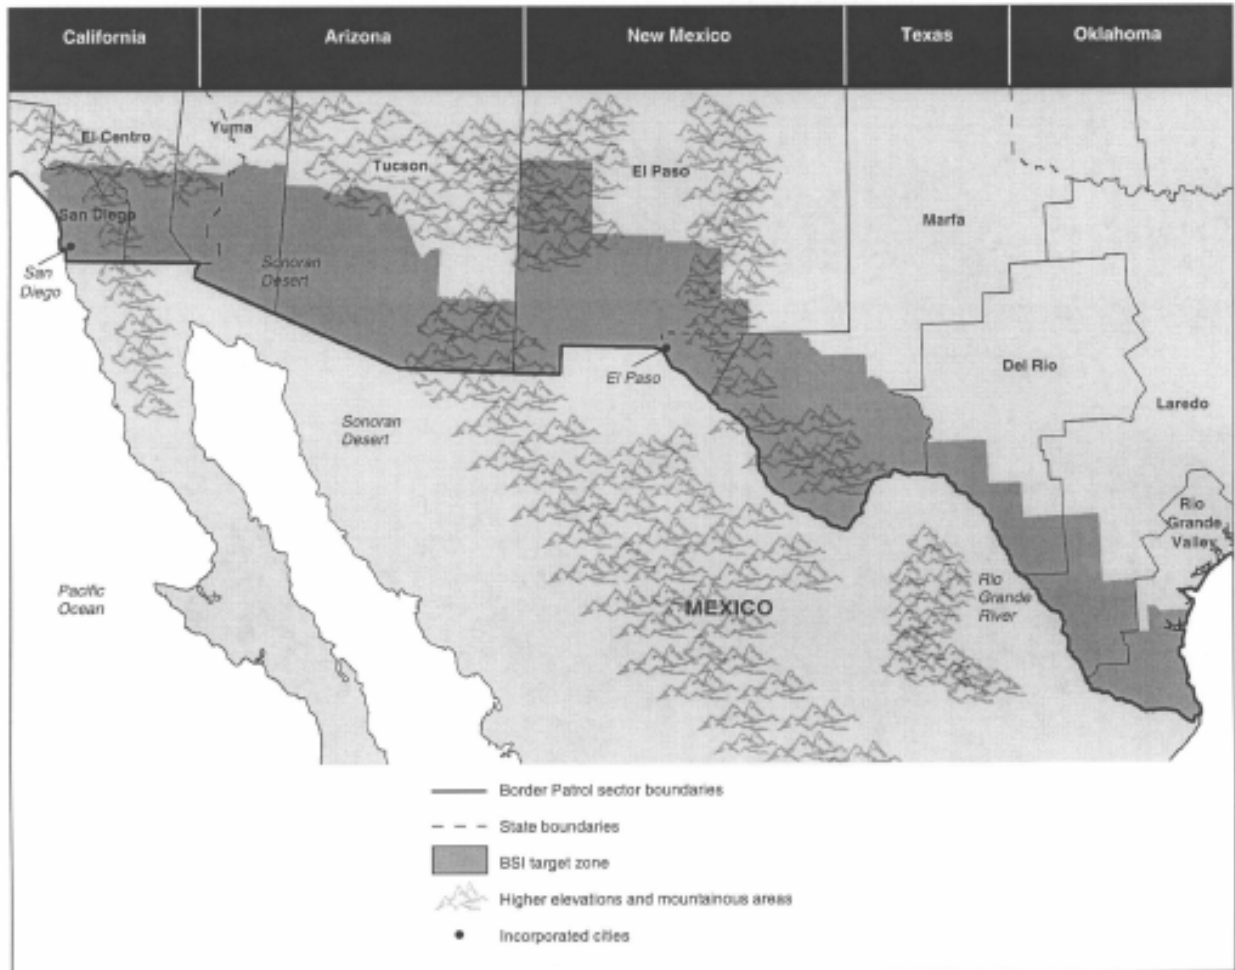 California
Arizona
New Mexico
Texas
Oklahoma
El Centro
Yuma
Tucson
El Paso
Marfa
San Diego
San
Diego
Sonoran
Desert
El Paso
Del Rio
Laredo
Sonoran
Desert
Rio
Grande
Valley
Pacific
Ocean
MEXICO
Rio
Grande
River
Border Patrol sector boundaries
State boundaries
BSI target zone
Higher elevations and mountainous areas
Incorporated cities